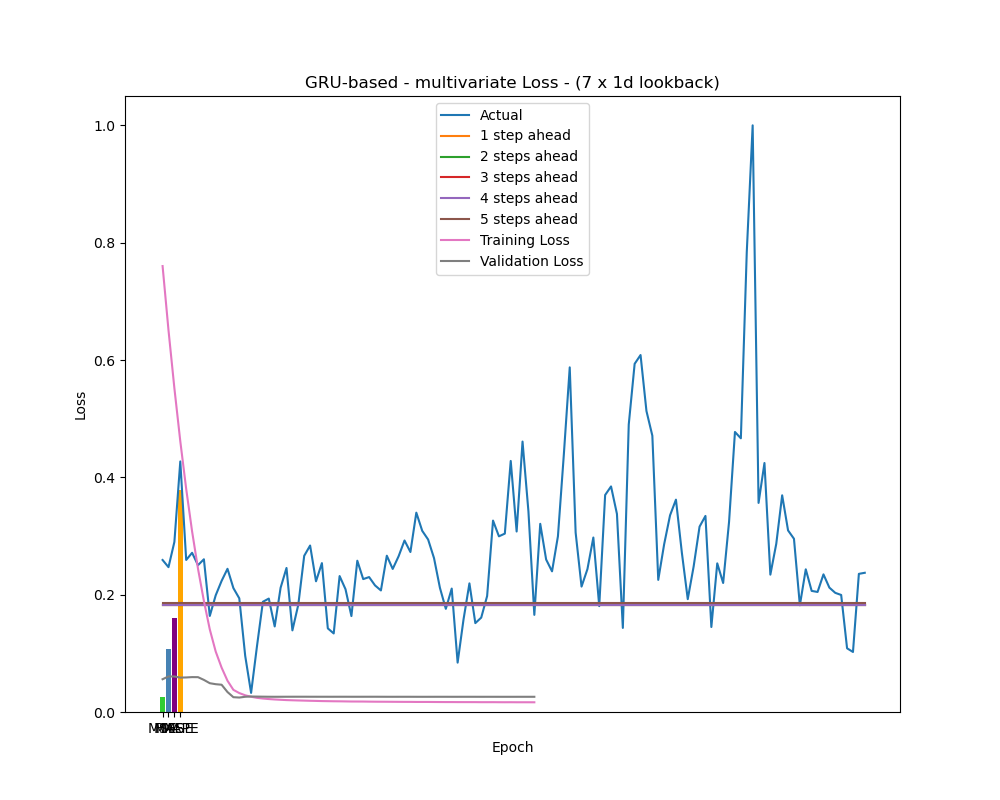 GRU-based - multivariate Loss - (7 x 1d lookback)
Actual
1 step ahead
2 steps ahead
3 steps ahead
4 steps ahead
5 steps ahead
Training Loss
Validation Loss
1.0
0.8
0.6
0.4
0.2
0.0
Loss
Epoch